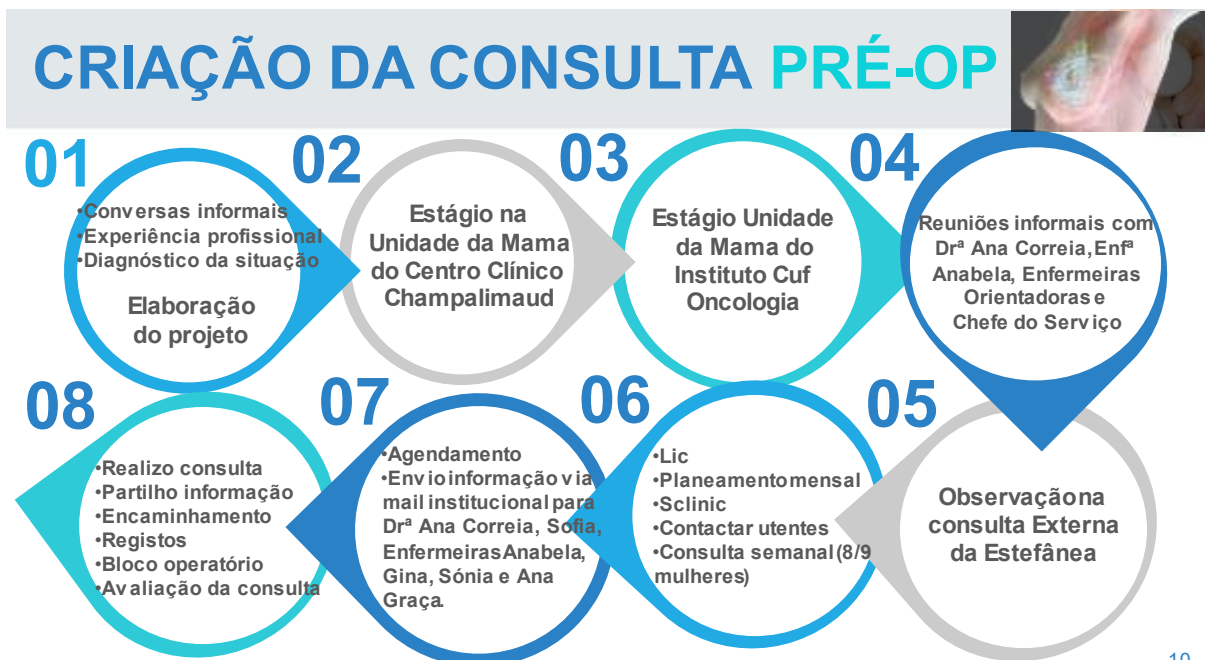 CRIAÇÃO DA CONSULTA PRÉ-OP
01
•Conversas informais
•Experiência profissional
•Diagnóstico da situação
Elaboração
do projeto
02
Estágio na
Unidade da Mama
do Centro Clínico
Champalimaud
03
Estágio Unidade
da Mama do
Instituto Cuf
Oncologia
04
Reuniões informais com
Drª Ana Correia, Enfª
Anabela, Enfermeiras
Orientadoras e
Chefe do Serviço
05
Observação na
consulta Externa
da Estefânea
06
•Lic
•Planeamento mensal
•Sclinic
•Contactar utentes
•Consulta semanal (8/9
mulheres)
07
•Agendamento
•Envio informação via
mail institucional para
Drª Ana Correia, Sofia,
Enfermeiras Anabela,
Gina, Sónia e Ana
Graça.
08
•Realizo consulta
•Partilho informação
•Encaminhamento
•Registos
•Bloco operatório
•Avaliação da consulta
10